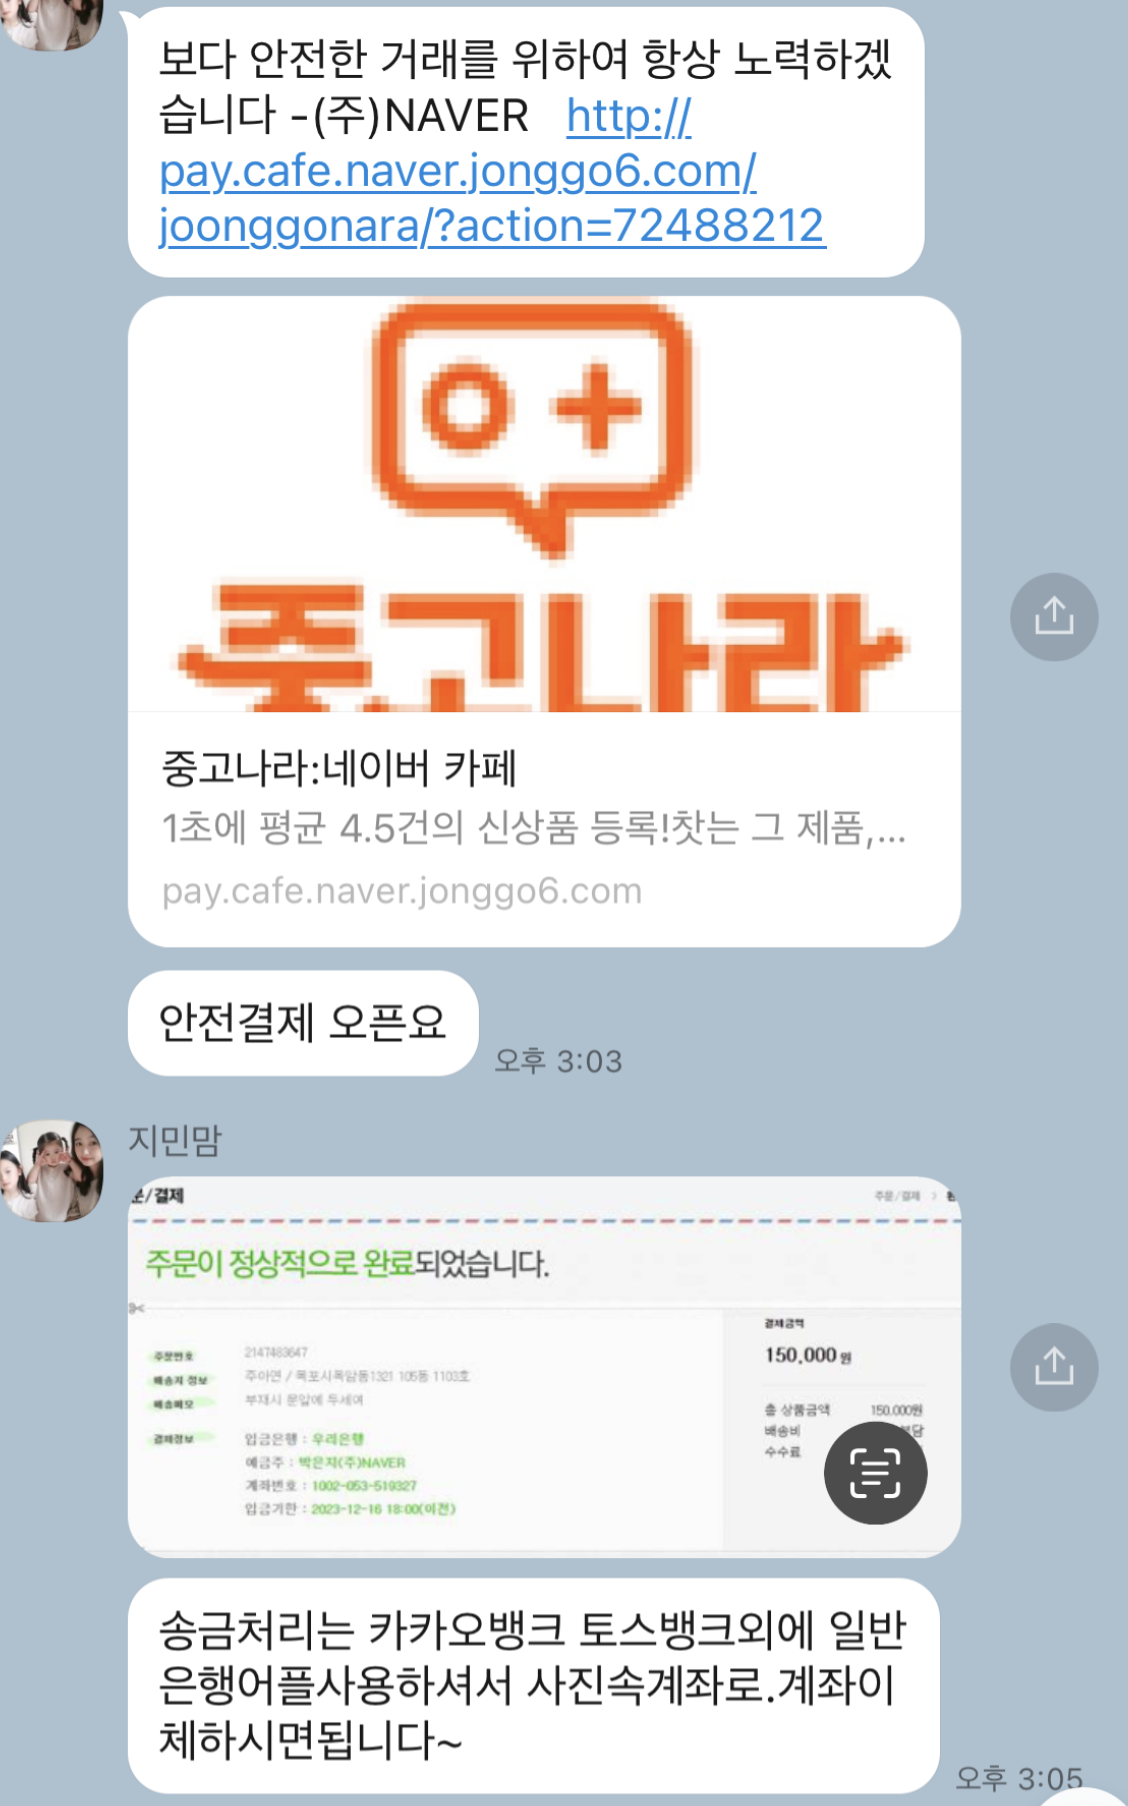 보다 안전한 거래를 위하여 항상 노력하겠
습니다 -(주)NAVER http://
pay.cafe.naver.jonggo6.com/
joonggonara/?action=72488212
중고나라
중고나라:네이버 카페
1초에 평균 4.5건의 신상품 등록!찾는 그 제품,...
pay.cafe.naver.jonggo6.com
안전결제 오픈요
오후 3:03
지민맘
문/결제
주문/결제 >
주문이 정상적으로 완료되었습니다.
주문번호 2147483647
배송지 정보 주아연 / 목포시옥암동1321 105동 1103호
배송메모 부재시 문앞에 두세여
결제정보 입금은행 : 우리은행
예금주 : 박은지(주)NAVER
계좌번호 : 1002-053-519327
입금기한 : 2023-12-16 18:00(이전)
결제금액
150,000 원
총 상품금액 150,000원
배송비
수수료
송금처리는 카카오뱅크 토스뱅크외에 일반
은행어플사용하셔서 사진속계좌로.계좌이
체하시면됩니다~
오후 3:05